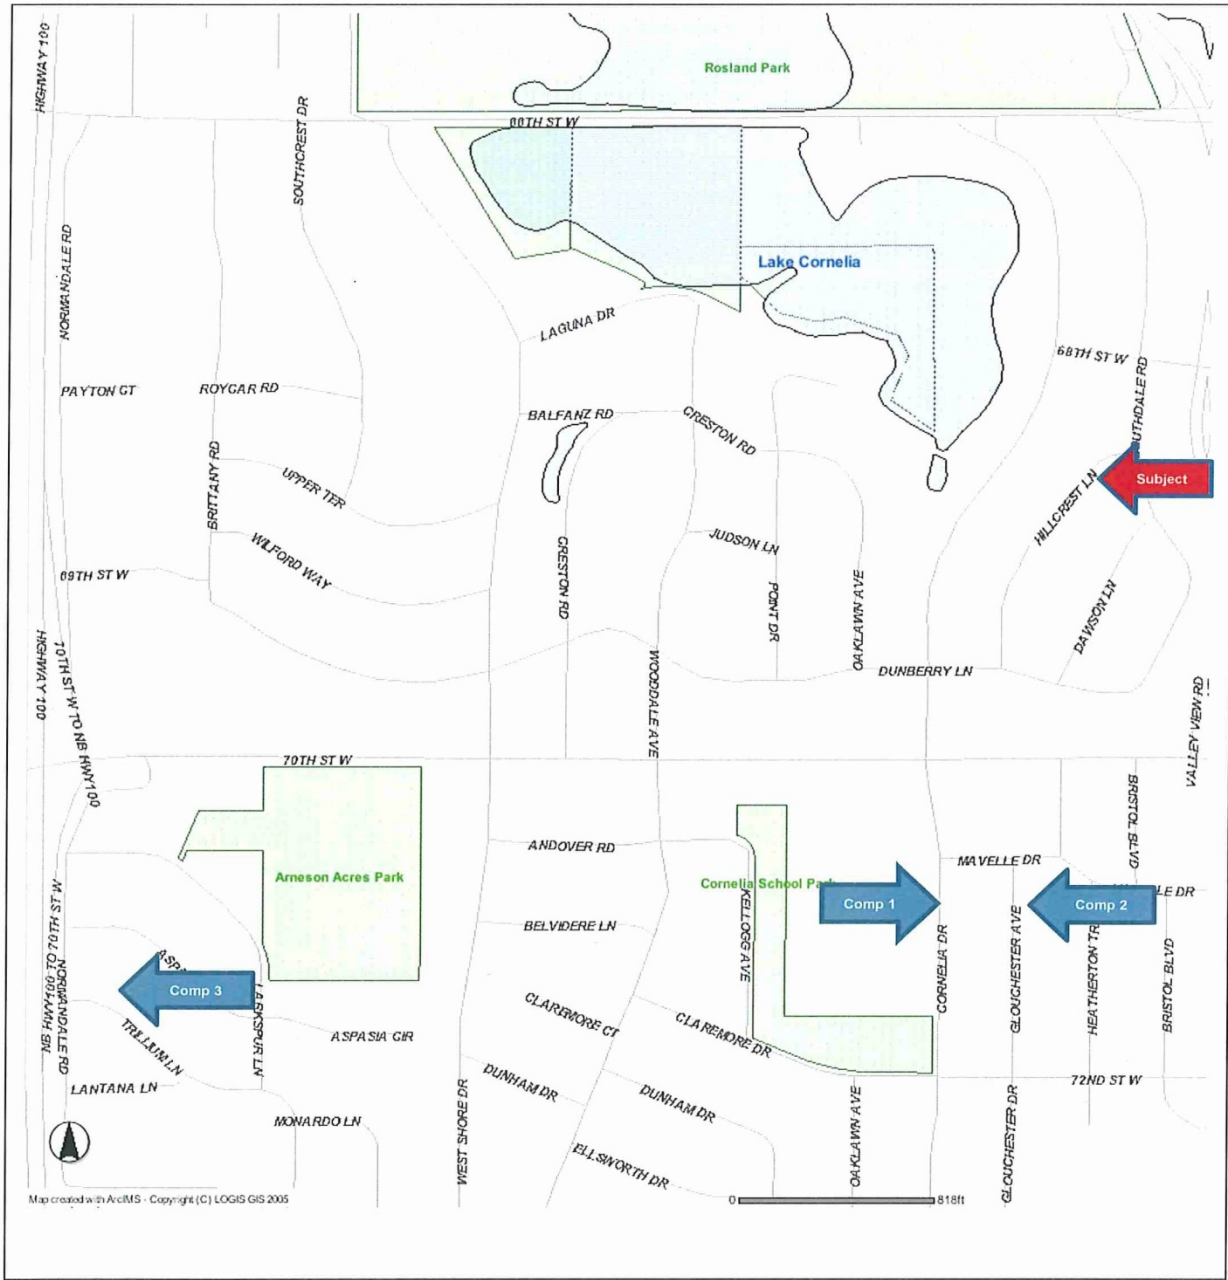 HIGHWAY 100
Rosland Park
66TH ST W
SOUTHCREST DR
NORMANDALE RD
Lake Cornelia
LAGUNA DR
68TH ST W
PAYTON CT
ROYCAR RD
BALFANZ RD
CRESTON RD
UTHDALE RD
BRITTANY RD
UPPER TER
HILLCREST LN
Subject
WILFORD WAY
JUDSON LN
69TH ST W
CRESTON RD
POINT DR
OAKLAWN AVE
DAWSON LN
HIGHWAY 100
70TH ST W TO NB HWY100
WOODDALE AVE
DUNBERRY LN
VALLEY VIEW RD
70TH ST W
BRISTOL BLVD
ANDOVER RD
MAVELLE DR
Arneson Acres Park
Cornelia School Park
Comp 1
Comp 2
LE DR
KELLOGG AVE
BELVIDERE LN
CORNELIA DR
GLOUCHESTER AVE
HEATHERTON TR
BRISTOL BLVD
NB HWY100 TO 70TH ST W
NORMANDALE RD
ASPA
Comp 3
LARKSPUR LN
TRILLIUM LN
ASPASIA CIR
CLAREMORE CT
CLAREMORE DR
LANTANA LN
DUNHAM DR
DUNHAM DR
72ND ST W
MONARDO LN
WEST SHORE DR
ELLSWORTH DR
OAKLAWN AVE
GLOUCHESTER DR
Map created with ArcIMS - Copyright (C) LOGIS GIS 2005
0 818ft